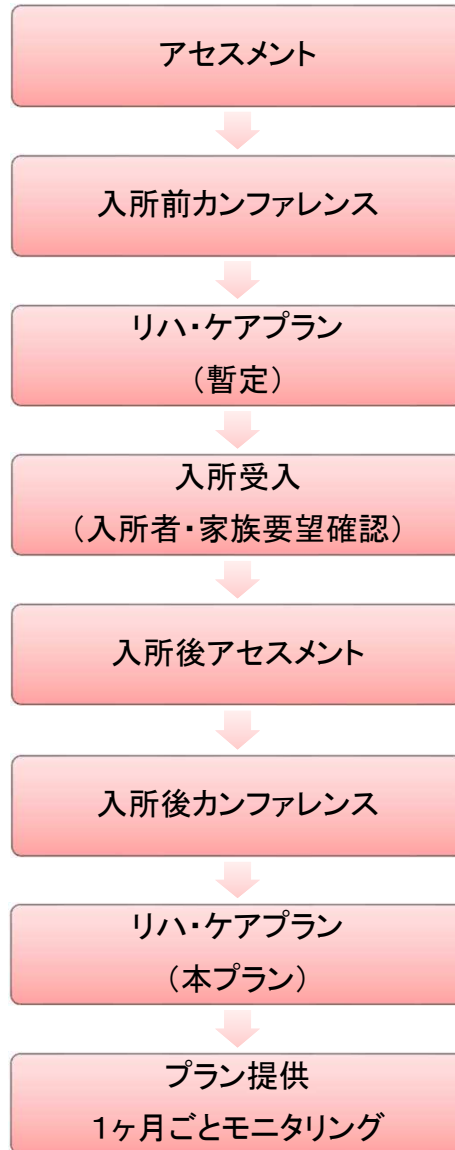 アセスメント
入所前カンファレンス
リハ・ケアプラン
（暫定）
入所受入
（入所者・家族要望確認）
入所後アセスメント
入所後カンファレンス
リハ・ケアプラン
（本プラン）
プラン提供
１ヶ月ごとモニタリング